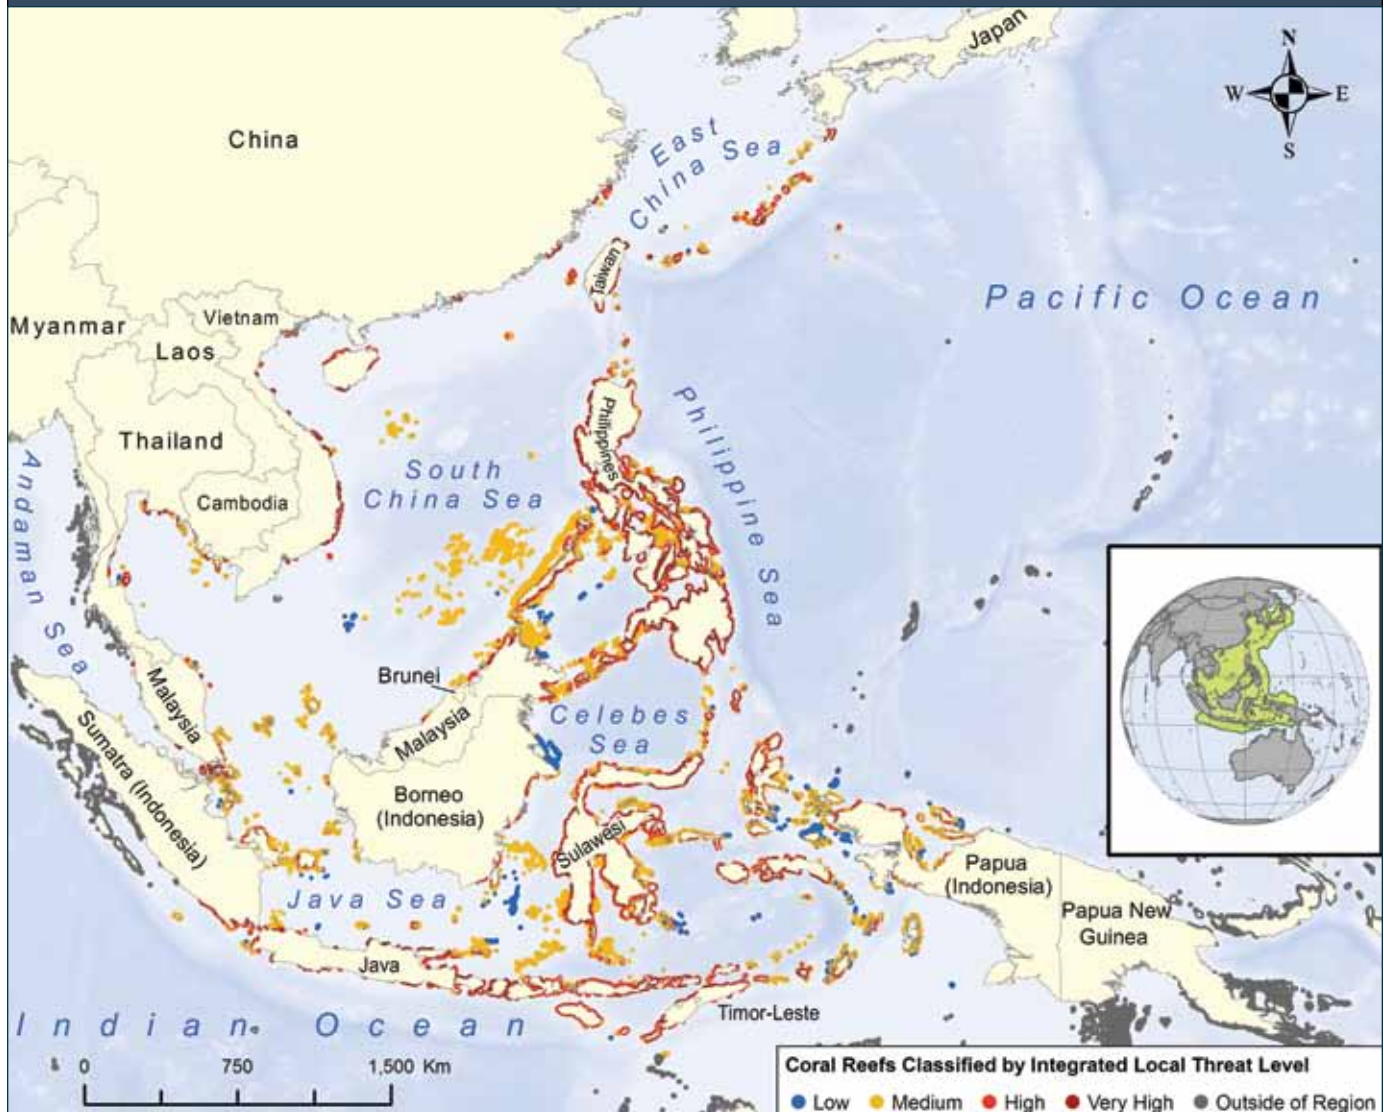 Japan
N
W E
S
China
East
China Sea
Taiwan
Pacific Ocean
Myanmar
Vietnam
Laos
Philippines
Philippine Sea
Thailand
South
China Sea
Cambodia
Andaman Sea
Brunei
Malaysia
Malaysia
Celebes
Sea
Sumatra (Indonesia)
Borneo
(Indonesia)
Sulawesi
Papua
(Indonesia)
Java Sea
Papua New
Guinea
Java
Timor-Leste
Indian Ocean
0 750 1,500 Km
Coral Reefs Classified by Integrated Local Threat Level
Low Medium High Very High Outside of Region